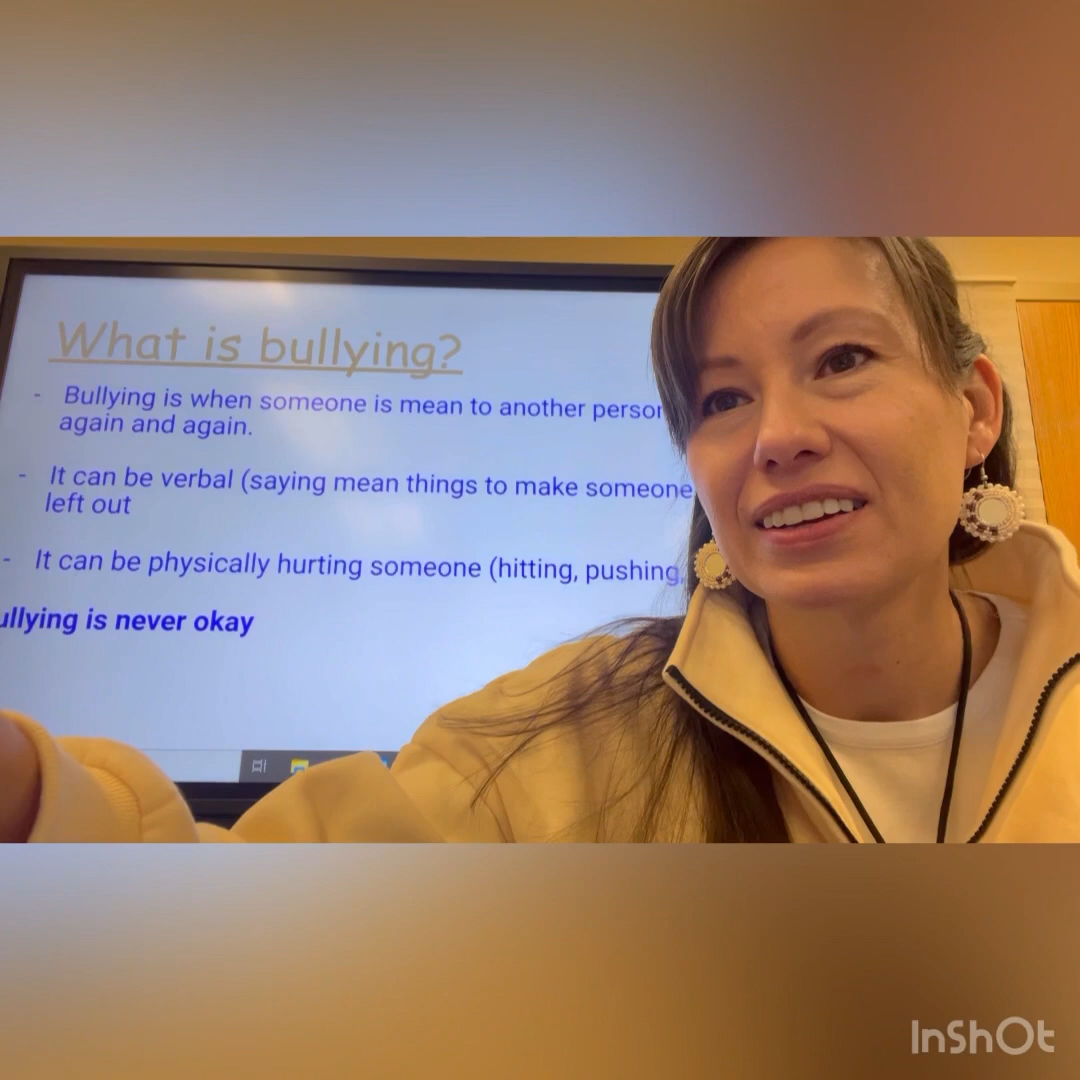 What is bullying?
- Bullying is when someone is mean to another
again and again.
- It can be verbal (saying mean things to make someone
left out
- It can be physically hurting someone (hitting, pushing,
is never okay
InShOt